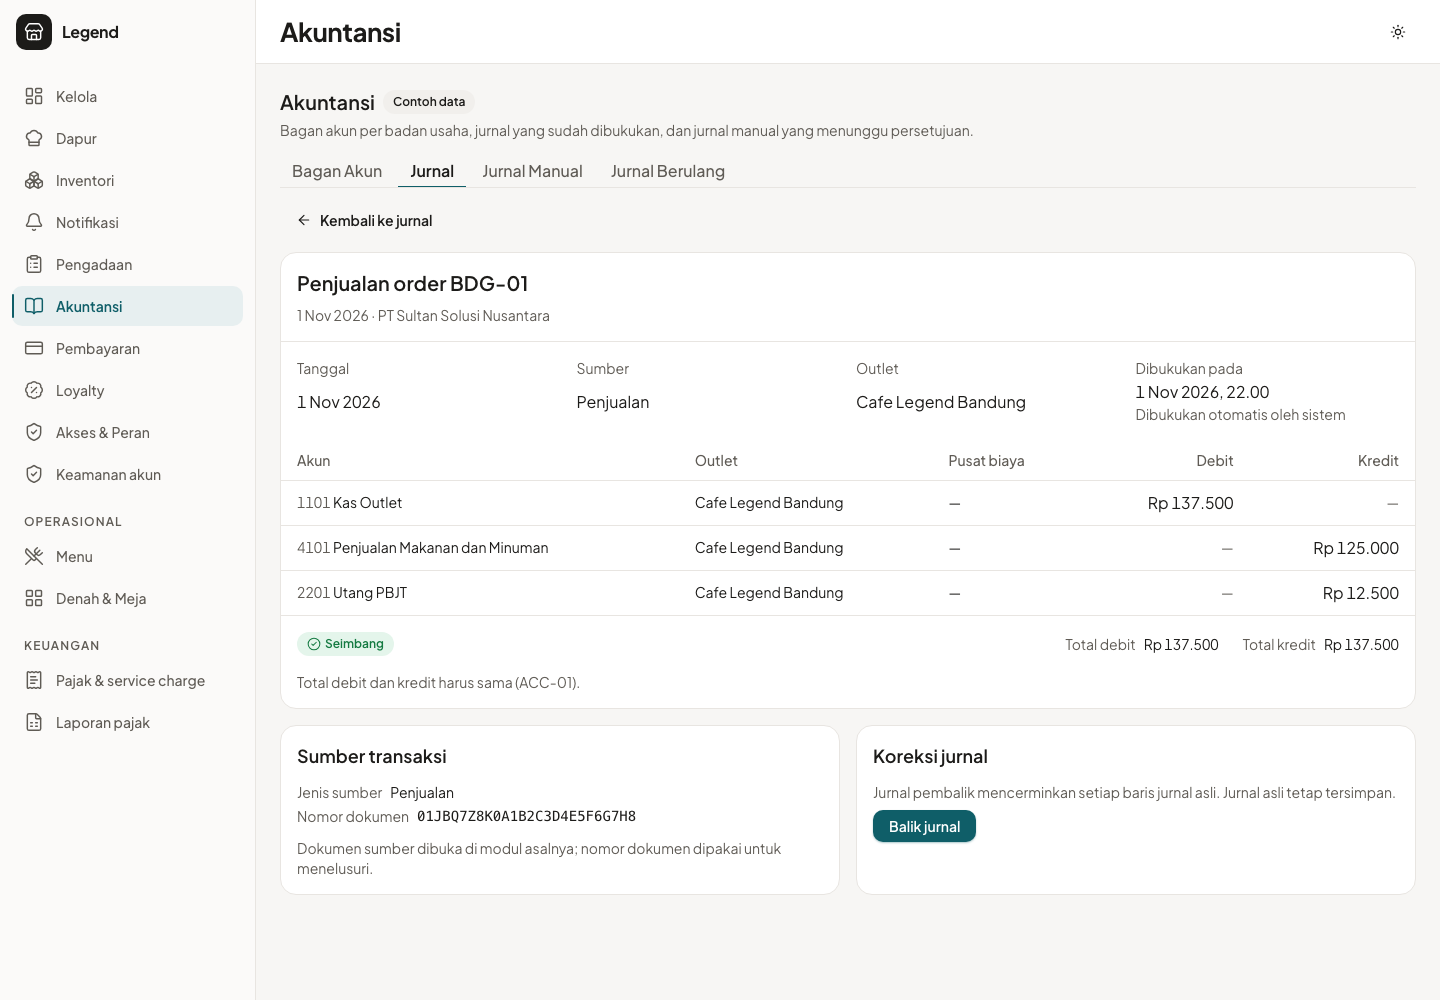 Legend
Akuntansi
Kelola
Dapur
Inventori
Notifikasi
Pengadaan
Akuntansi
Pembayaran
Loyalty
Akses & Peran
Keamanan akun
OPERASIONAL
Menu
Denah & Meja
KEUANGAN
Pajak & service charge
Laporan pajak
Akuntansi Contoh data
Bagan akun per badan usaha, jurnal yang sudah dibukukan, dan jurnal manual yang menunggu persetujuan.
Bagan Akun Jurnal Jurnal Manual Jurnal Berulang
Kembali ke jurnal
Penjualan order BDG-01
1 Nov 2026 · PT Sultan Solusi Nusantara
Tanggal Sumber Outlet Dibukukan pada
1 Nov 2026 Penjualan Cafe Legend Bandung 1 Nov 2026, 22.00
Dibukukan otomatis oleh sistem
Akun Outlet Pusat biaya Debit Kredit
1101 Kas Outlet Cafe Legend Bandung — Rp 137.500 —
4101 Penjualan Makanan dan Minuman Cafe Legend Bandung — — Rp 125.000
2201 Utang PBJT Cafe Legend Bandung — — Rp 12.500
Seimbang Total debit Rp 137.500 Total kredit Rp 137.500
Total debit dan kredit harus sama (ACC-01).
Sumber transaksi
Jenis sumber Penjualan
Nomor dokumen 01JBQ7Z8K0A1B2C3D4E5F6G7H8
Dokumen sumber dibuka di modul asalnya; nomor dokumen dipakai untuk
menelusuri.
Koreksi jurnal
Jurnal pembalik mencerminkan setiap baris jurnal asli. Jurnal asli tetap tersimpan.
Balik jurnal